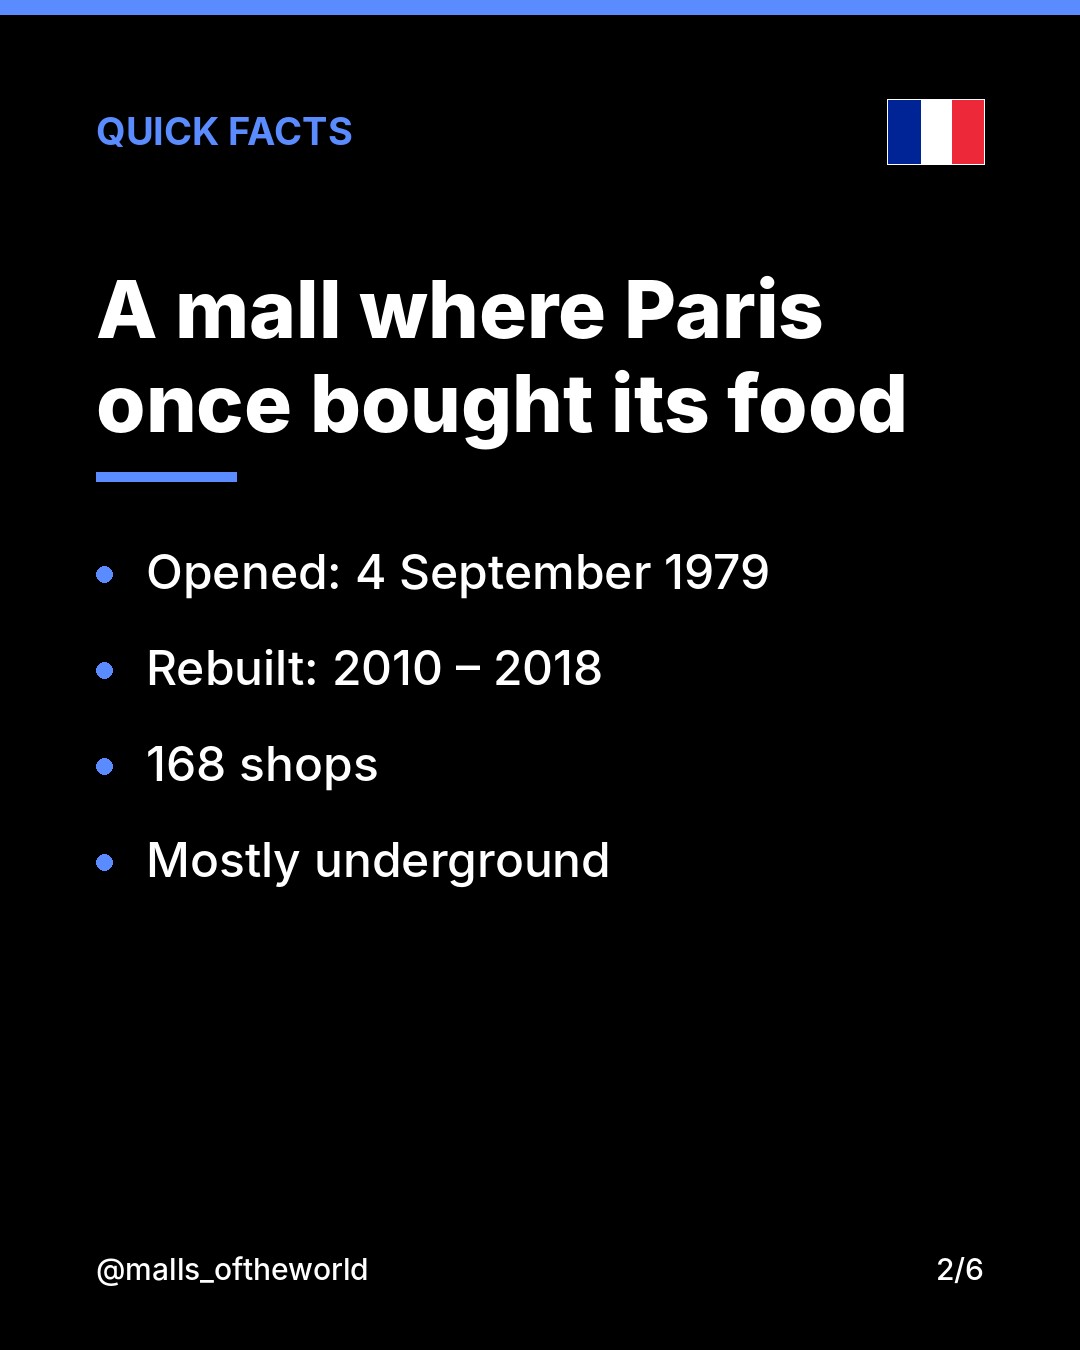 QUICK FACTS
A mall where Paris
once bought its food
• Opened: 4 September 1979
• Rebuilt: 2010 – 2018
• 168 shops
• Mostly underground
@malls_oftheworld
2/6